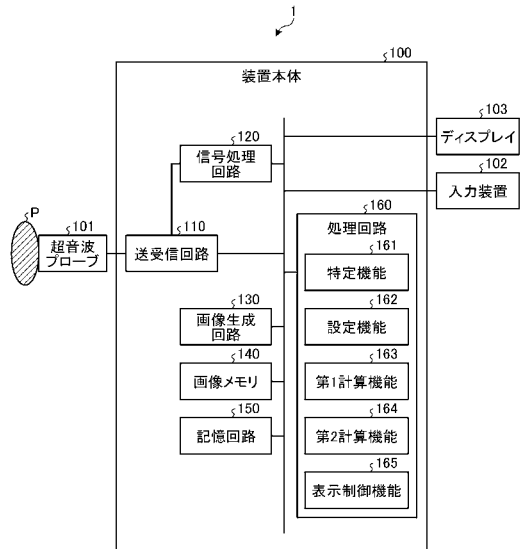 1
100
装置本体
103
ディスプレイ
120
信号処理
回路
102
入力装置
P
101
超音波
プローブ
110
送受信回路
160
処理回路
161
特定機能
130
画像生成
回路
162
設定機能
140
画像メモリ
163
第1計算機能
150
記憶回路
164
第2計算機能
165
表示制御機能